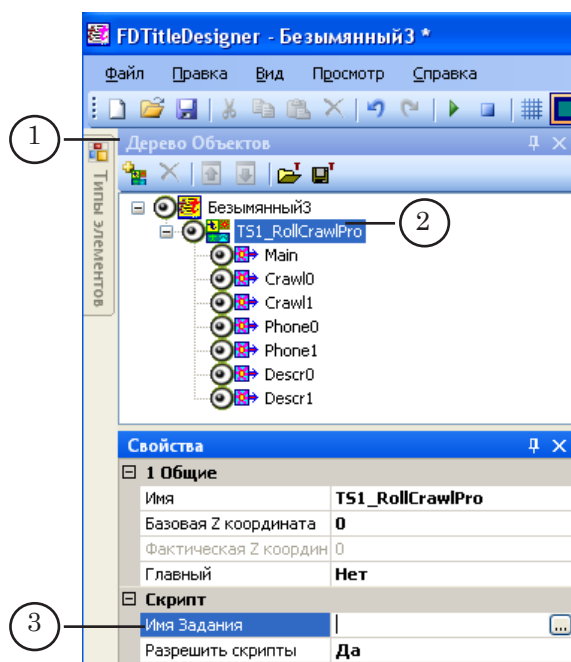 FDTitleDesigner - Безымянный3 *
Файл Правка Вид Просмотр Справка
1
Дерево Объектов
Типы элементов
Безымянный3
2
TS1_RollCrawlPro
Main
Crawl0
Crawl1
Phone0
Phone1
Descr0
Descr1
Свойства
1 Общие
Имя TS1_RollCrawlPro
Базовая Z координата 0
Фактическая Z координ 0
Главный Нет
Скрипт
3
Имя Задания ...
Разрешить скрипты Да